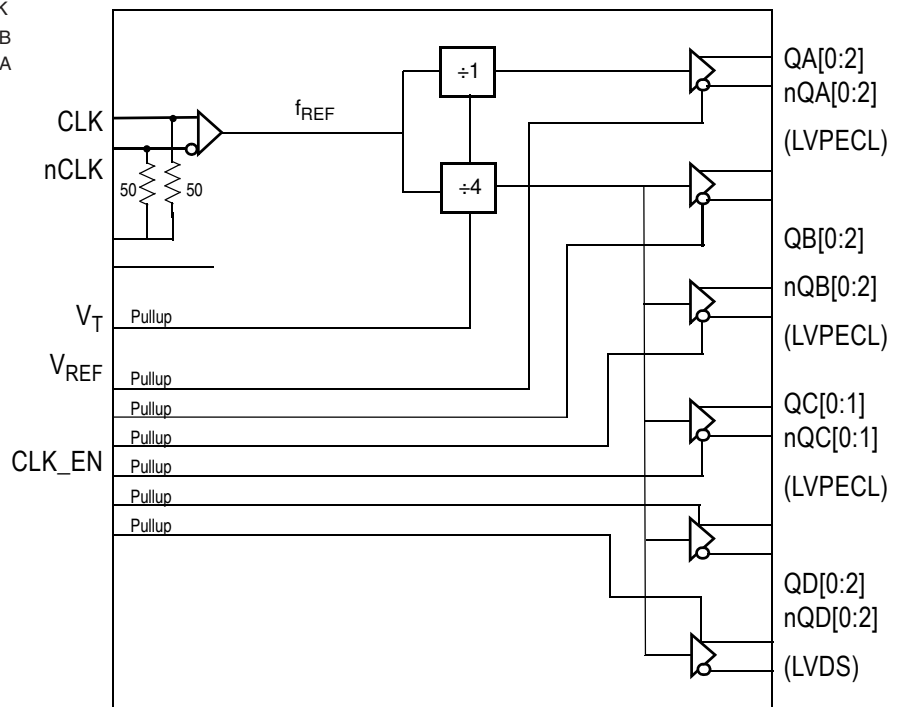 K
B
A
CLK
nCLK
50
50
fREF
÷1
÷4
VT
VREF
CLK_EN
Pullup
Pullup
Pullup
Pullup
Pullup
Pullup
Pullup
QA[0:2]
nQA[0:2]
(LVPECL)
QB[0:2]
nQB[0:2]
(LVPECL)
QC[0:1]
nQC[0:1]
(LVPECL)
QD[0:2]
nQD[0:2]
(LVDS)